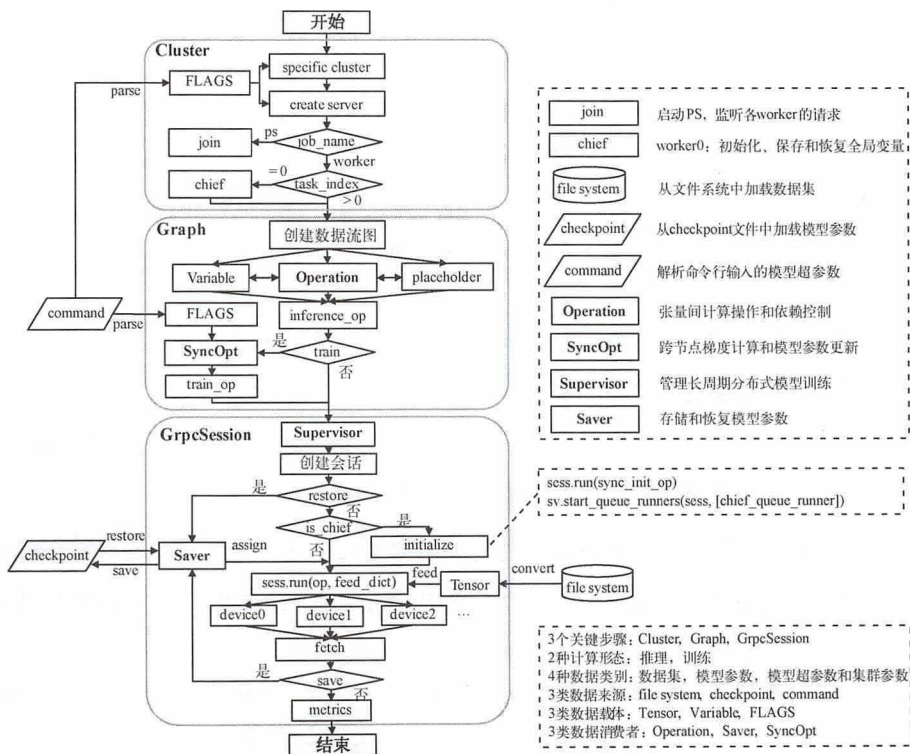 开始
Cluster
specific cluster
FLAGS
parse
create server
join
ps
job_name
worker
chief
=0
task_index
>0
Graph
创建数据流图
Variable
Operation
placeholder
command
parse
FLAGS
inference_op
是
SyncOpt
train
否
train_op
GrpcSession
Supervisor
创建会话
是
restore
否
is_chief
是
initialize
否
checkpoint
restore
save
Saver
assign
sess.run(op, feed_dict)
feed
Tensor
convert
file system
device0
device1
device2
…
fetch
是
save
否
metrics
结束
join
启动PS，监听各worker的请求
chief
worker0：初始化、保存和恢复全局变量
file system
从文件系统中加载数据集
checkpoint
从checkpoint文件中加载模型参数
command
解析命令行输入的模型超参数
Operation
张量间计算操作和依赖控制
SyncOpt
跨节点梯度计算和模型参数更新
Supervisor
管理长周期分布式模型训练
Saver
存储和恢复模型参数
sess.run(sync_init_op)
sv.start_queue_runners(sess, [chief_queue_runner])
3个关键步骤：Cluster，Graph，GrpcSession
2种计算形态：推理，训练
4种数据类别：数据集，模型参数，模型超参数和集群参数
3类数据来源：file system，checkpoint，command
3类数据载体：Tensor，Variable，FLAGS
3类数据消费者：Operation，Saver，SyncOpt